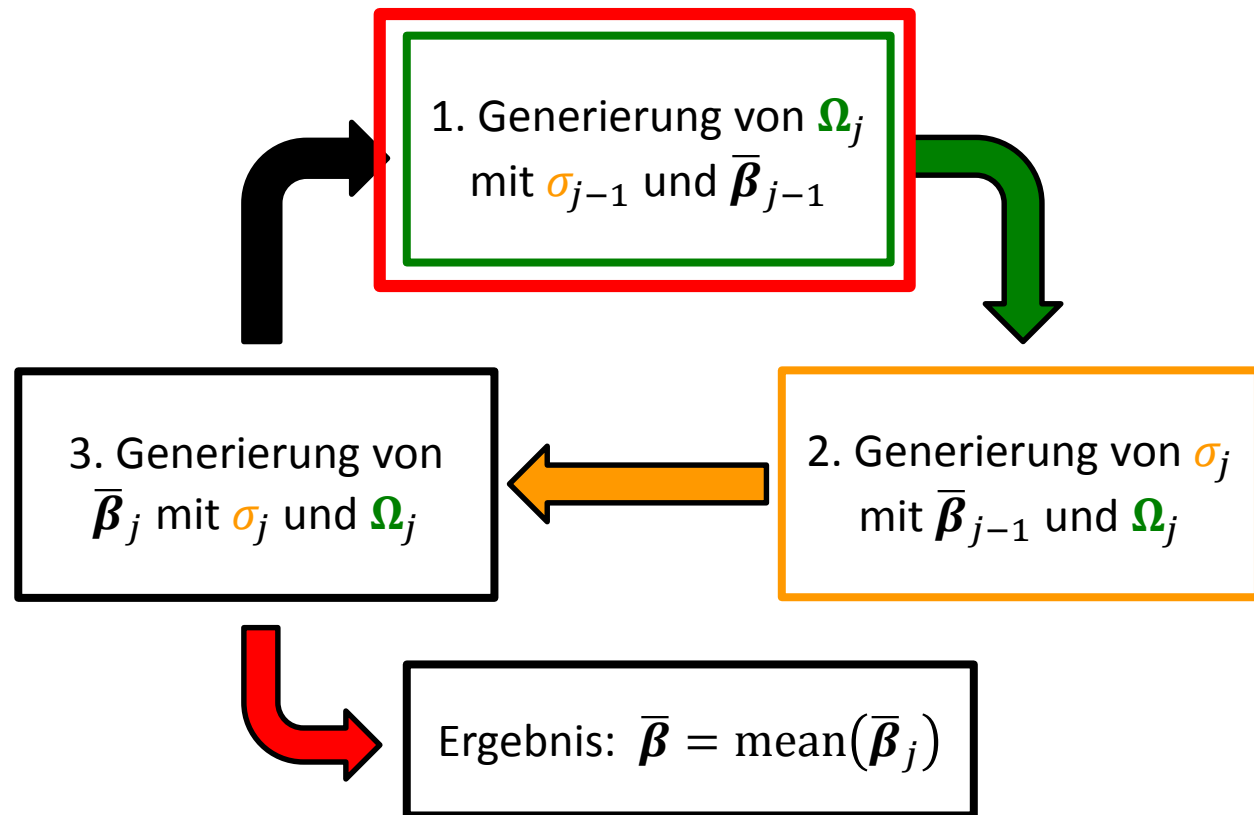 1. Generierung von 𝛀ⱼ
mit σⱼ₋₁ und 𝜷̅ⱼ₋₁
2. Generierung von σⱼ
mit 𝜷̅ⱼ₋₁ und 𝛀ⱼ
3. Generierung von
𝜷̅ⱼ mit σⱼ und 𝛀ⱼ
Ergebnis: 𝜷̅ = mean(𝜷̅ⱼ)